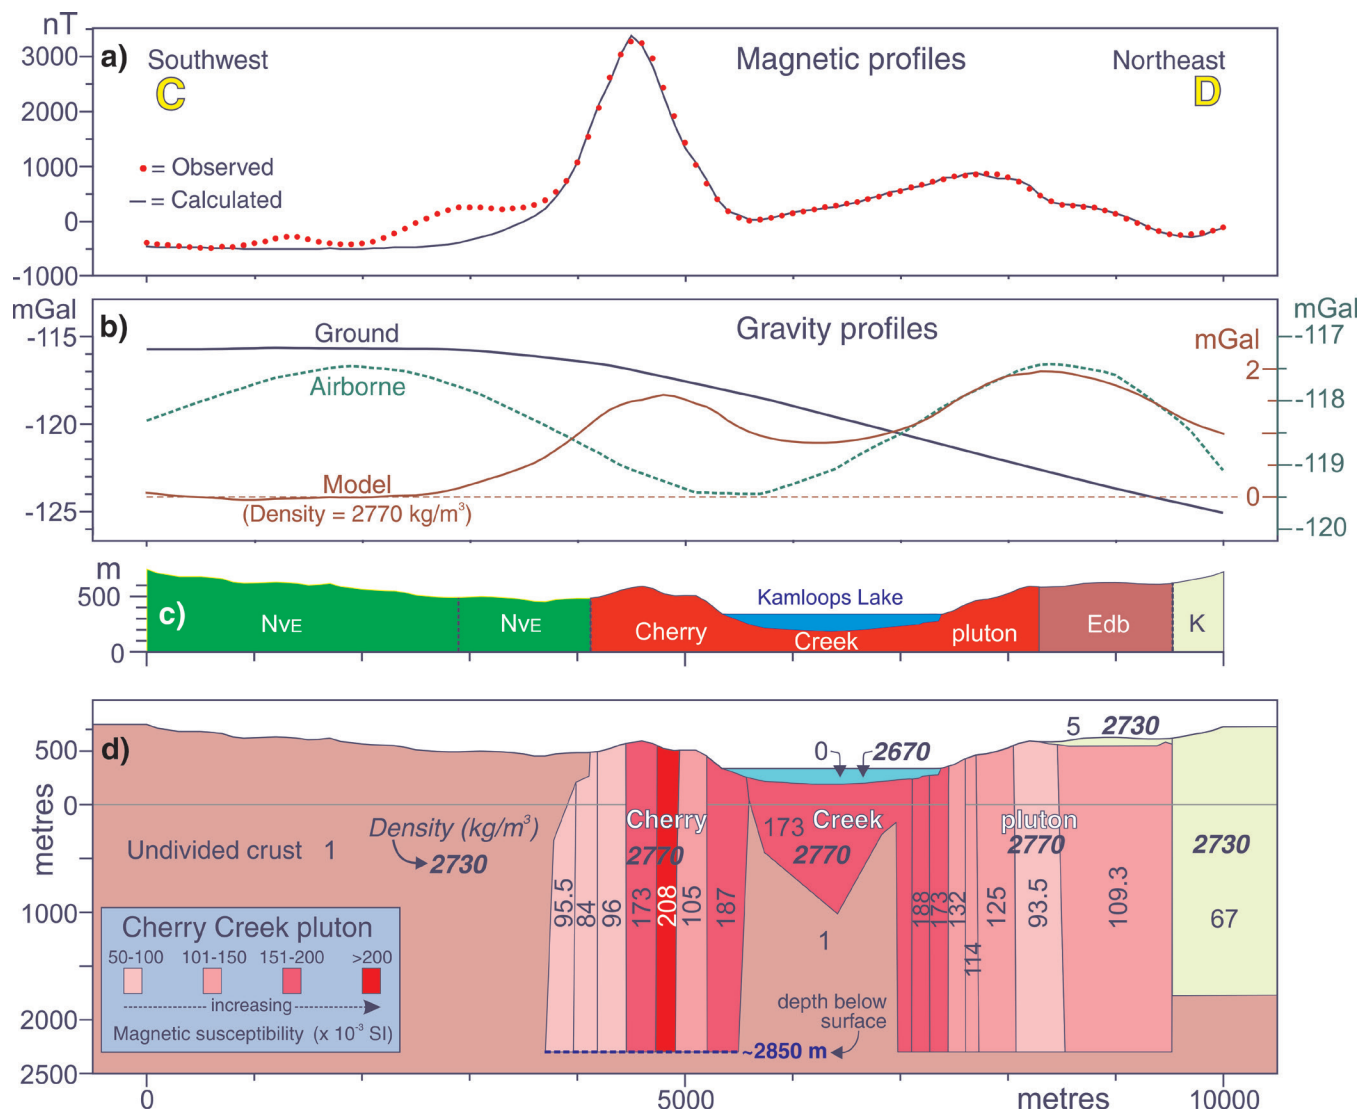 nT
a)
Southwest
C
Magnetic profiles
Northeast
D
3000
2000
1000
0
-1000
= Observed
= Calculated
mGal
b)
Ground
Gravity profiles
mGal
mGal
-115
-120
-125
Airborne
Model
(Density = 2770 kg/m³)
2
0
-117
-118
-119
-120
m
500
0
c)
NVE
NVE
Cherry
Kamloops Lake
Creek
pluton
Edb
K
d)
500
0
1000
2000
2500
metres
0
2670
5 2730
Density (kg/m³)
2730
Undivided crust 1
Cherry
2770
173
Creek
2770
pluton
2770
2730
67
95.5
84
96
173
208
105
187
1
188
173
132
114
125
93.5
109.3
depth below
surface
~2850 m
Cherry Creek pluton
50-100 101-150 151-200 >200
increasing
Magnetic susceptibility (x 10⁻³ SI)
0 5000 metres 10000